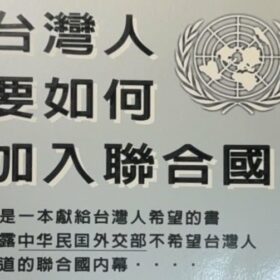 台灣人
要如何
加入聯合國
是一本獻給台灣人希望的書
露中华民国外交部不希望台灣人
道的聯合國內幕‧‧‧‧